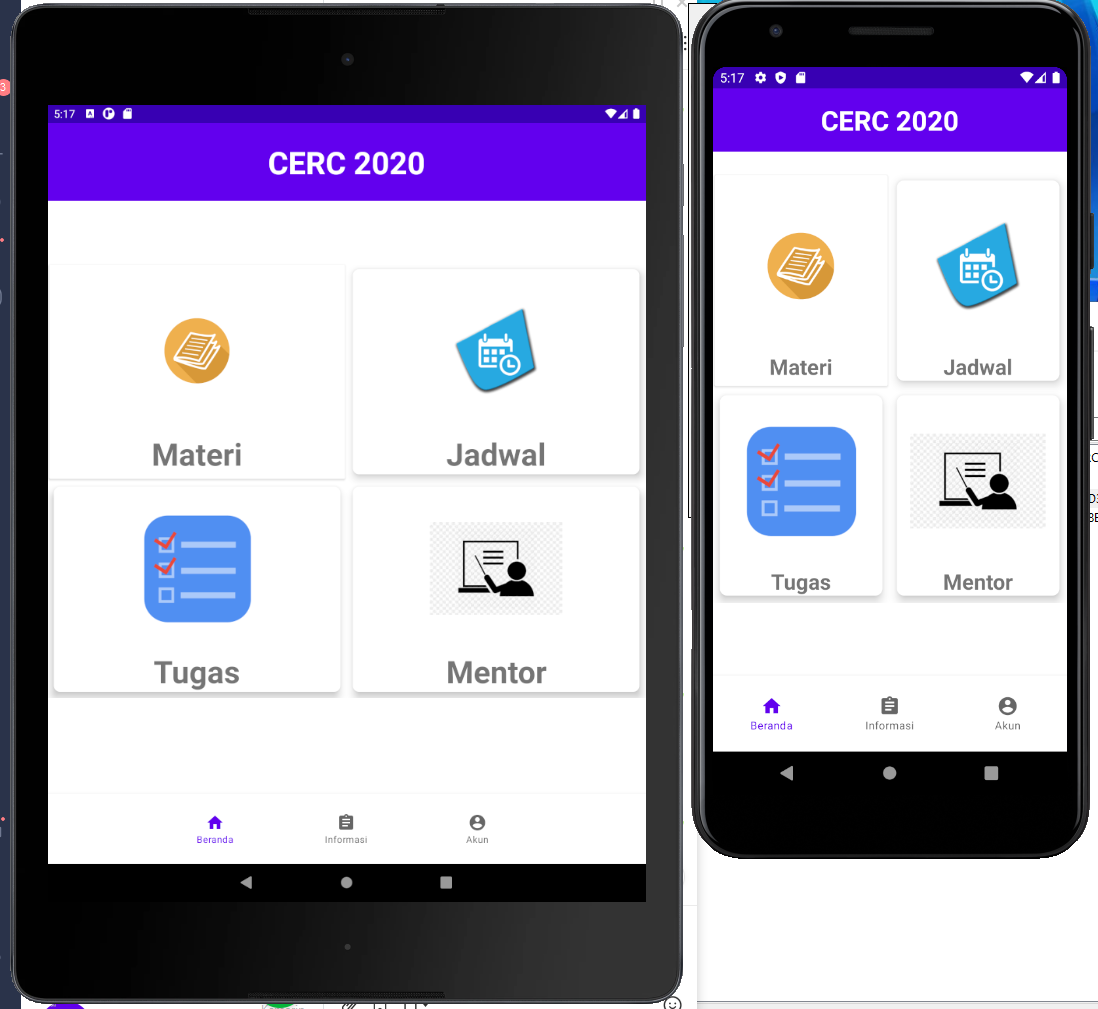 3
5:17
CERC 2020
Materi
Jadwal
Tugas
Mentor
Beranda
Informasi
Akun
5:17
CERC 2020
Materi
Jadwal
Tugas
Mentor
Beranda
Informasi
Akun